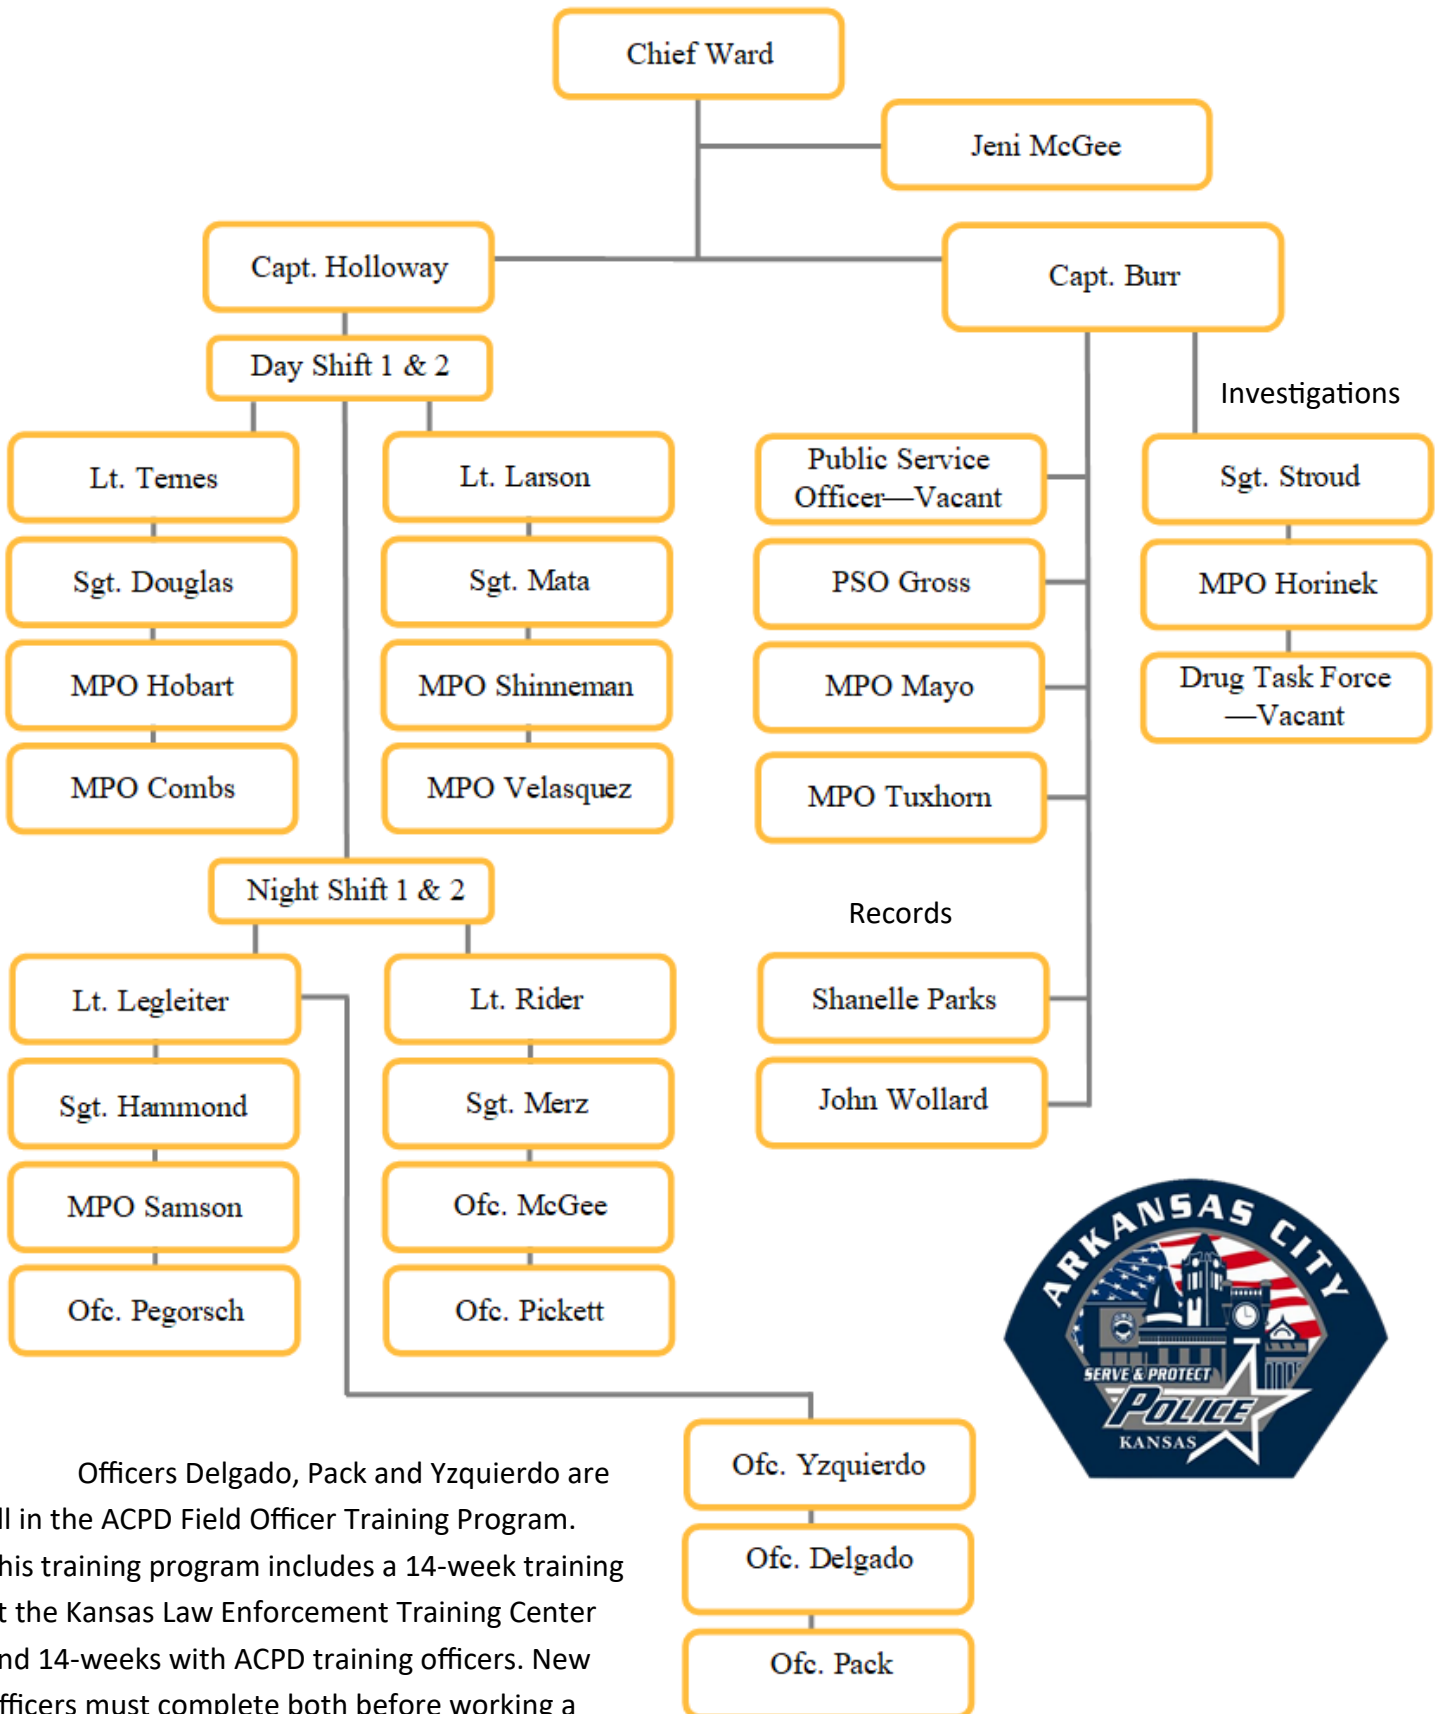 Chief Ward
Jeni McGee
Capt. Holloway
Capt. Burr
Day Shift 1 & 2
Investigations
Lt. Ternes
Lt. Larson
Public Service
Officer—Vacant
Sgt. Stroud
Sgt. Douglas
Sgt. Mata
PSO Gross
MPO Horinek
MPO Hobart
MPO Shinneman
MPO Mayo
Drug Task Force
—Vacant
MPO Combs
MPO Velasquez
MPO Tuxhorn
Night Shift 1 & 2
Records
Lt. Legleiter
Lt. Rider
Shanelle Parks
Sgt. Hammond
Sgt. Merz
John Wollard
MPO Samson
Ofc. McGee
Ofc. Pegorsch
Ofc. Pickett
ARKANSAS CITY
SERVE & PROTECT
POLICE
KANSAS
Ofc. Yzquierdo
Ofc. Delgado
Ofc. Pack
Officers Delgado, Pack and Yzquierdo are
ll in the ACPD Field Officer Training Program.
his training program includes a 14-week training
t the Kansas Law Enforcement Training Center
nd 14-weeks with ACPD training officers. New
fficers must complete both before working a